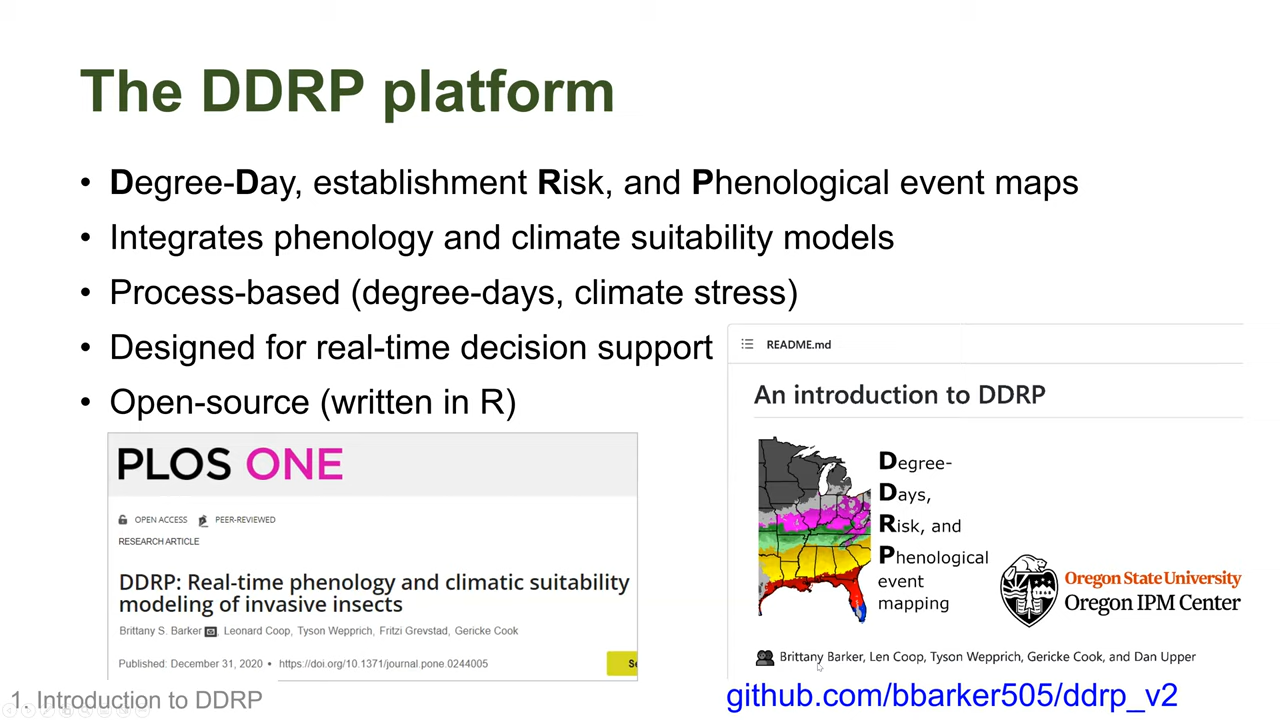 The DDRP platform
• Degree-Day, establishment Risk, and Phenological event maps
• Integrates phenology and climate suitability models
• Process-based (degree-days, climate stress)
• Designed for real-time decision support
• Open-source (written in R)
PLOS ONE
OPEN ACCESS PEER-REVIEWED
RESEARCH ARTICLE
DDRP: Real-time phenology and climatic suitability
modeling of invasive insects
Brittany S. Barker, Leonard Coop, Tyson Wepprich, Fritzi Grevstad, Gericke Cook
Published: December 31, 2020 • https://doi.org/10.1371/journal.pone.0244005
README.md
An introduction to DDRP
Degree-
Days,
Risk, and
Phenological
event
mapping
Oregon State University
Oregon IPM Center
Brittany Barker, Len Coop, Tyson Wepprich, Gericke Cook, and Dan Upper
github.com/bbarker505/ddrp_v2
1. Introduction to DDRP